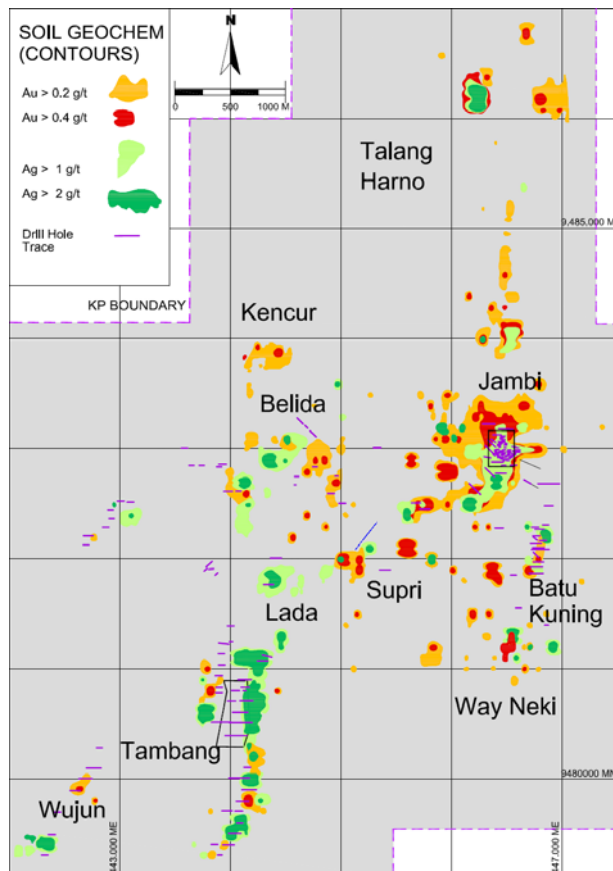 SOIL GEOCHEM
(CONTOURS)
Au > 0.2 g/t
Au > 0.4 g/t
Ag > 1 g/t
Ag > 2 g/t
Drill Hole
Trace
N
0 500 1000 M
KP BOUNDARY
Talang
Harno
9,485,000 M
Kencur
Jambi
Belida
Supri
Batu
Kuning
Lada
Way Neki
Tambang
9480000 MN
Wujun
443,000 ME
447,000 ME